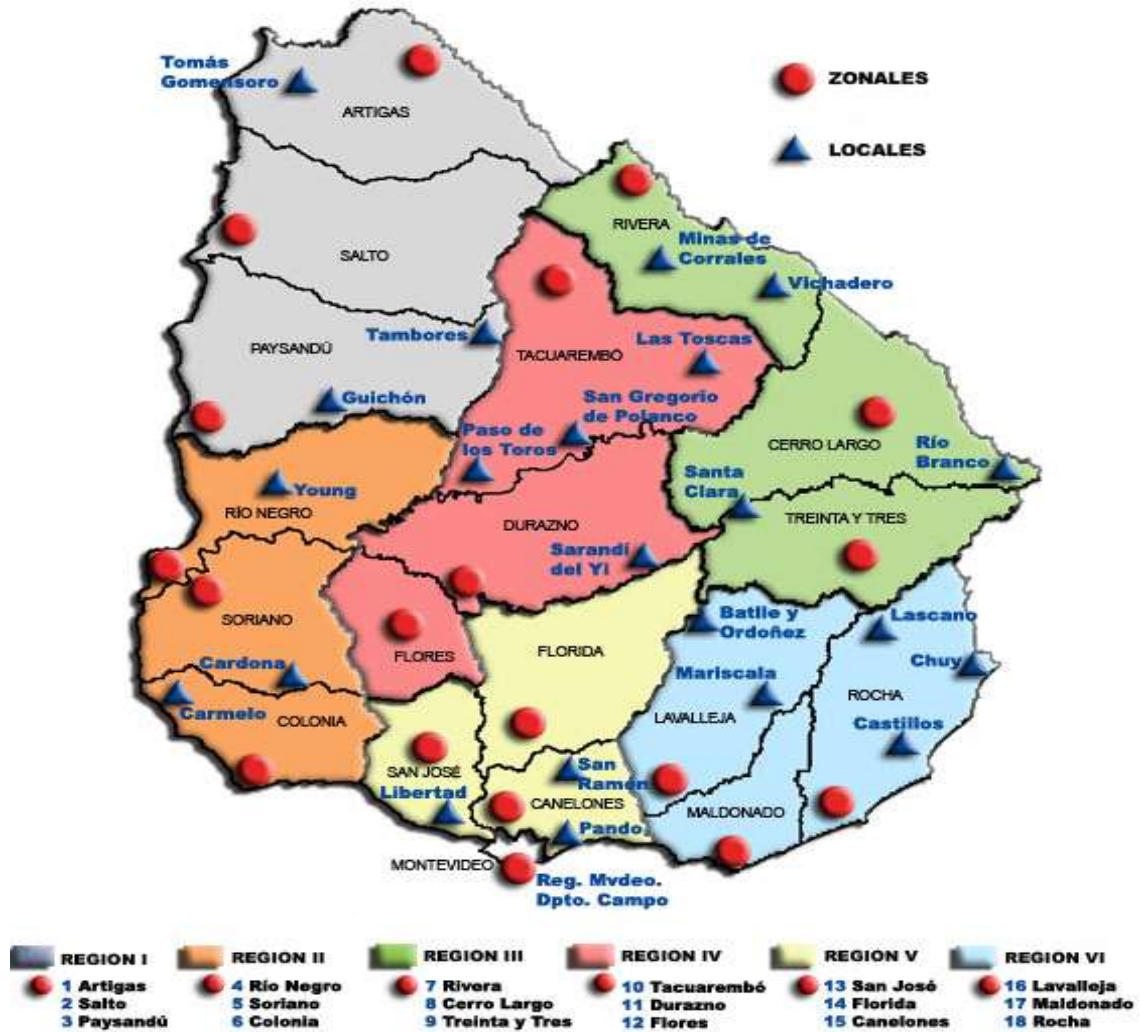 Tomás
Gomensoro
ARTIGAS
ZONALES
LOCALES
RIVERA
Minas de
Corrales
Vichadero
SALTO
Tambores
PAYSANDÚ
TACUAREMBÓ
Las Toscas
Guichón
San Gregorio
de Polanco
Paso de
los Toros
CERRO LARGO
Río
Branco
Santa
Clara
Young
RÍO NEGRO
DURAZNO
TREINTA Y TRES
Sarandí
del Yí
SORIANO
FLORES
FLORIDA
Batlle y
Ordoñez
Lascano
Chuy
Cardona
Carmelo
COLONIA
Mariscala
LAVALLEJA
ROCHA
Castillos
SAN JOSÉ
Libertad
San
Ramón
CANELONES
Pando
MALDONADO
MONTEVIDEO
Reg. Mvdeo.
Dpto. Campo
REGION I
1 Artigas
2 Salto
3 Paysandú
REGION II
4 Río Negro
5 Soriano
6 Colonia
REGION III
7 Rivera
8 Cerro Largo
9 Treinta y Tres
REGION IV
10 Tacuarembó
11 Durazno
12 Flores
REGION V
13 San José
14 Florida
15 Canelones
REGION VI
16 Lavalleja
17 Maldonado
18 Rocha